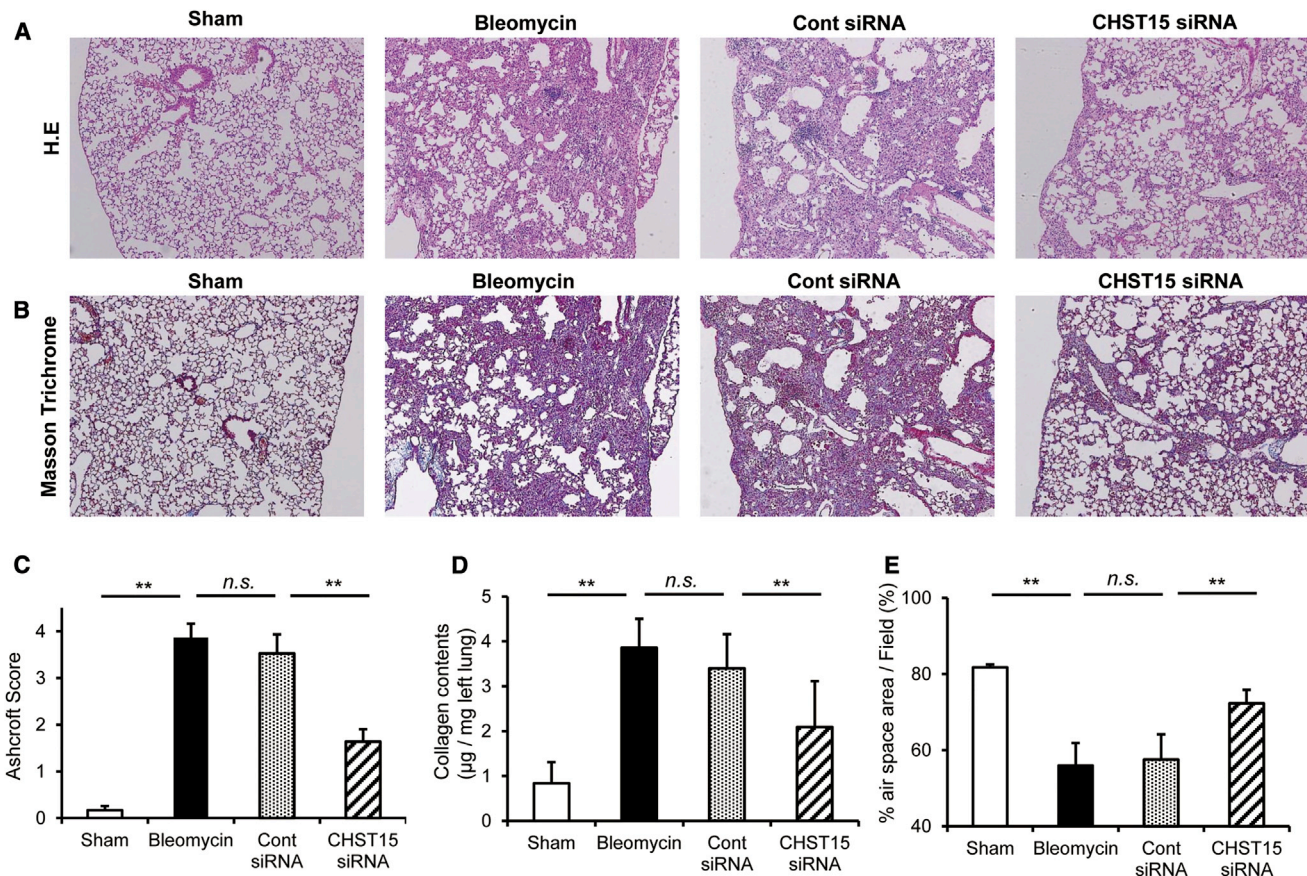 A
Sham
Bleomycin
Cont siRNA
CHST15 siRNA
H.E
B
Sham
Bleomycin
Cont siRNA
CHST15 siRNA
Masson Trichrome
C
**
n.s.
**
Ashcroft Score
4
3
2
1
0
Sham
Bleomycin
Cont
siRNA
CHST15
siRNA
D
**
n.s.
**
Collagen contents
(μg / mg left lung)
5
4
3
2
1
0
Sham
Bleomycin
Cont
siRNA
CHST15
siRNA
E
**
n.s.
**
% air space area / Field (%)
100
80
60
40
Sham
Bleomycin
Cont
siRNA
CHST15
siRNA